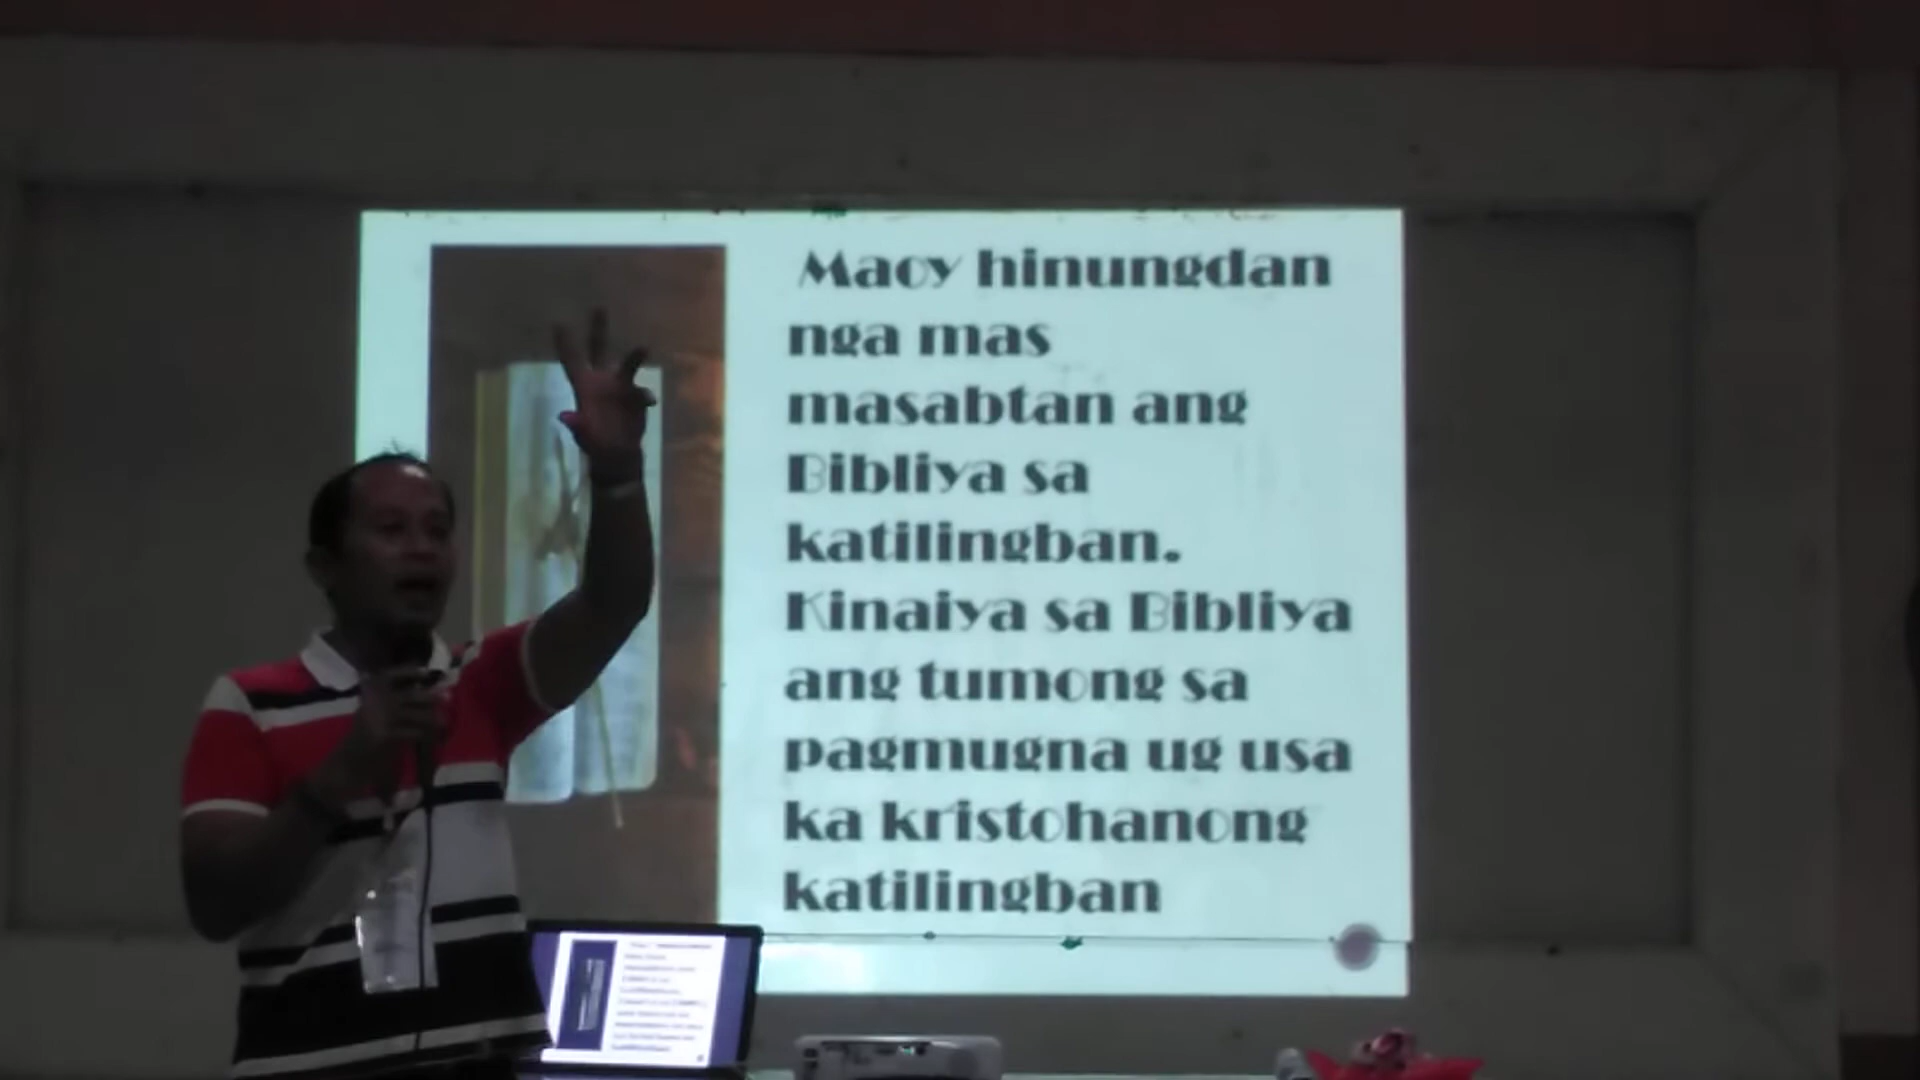 Maoy hinungdan
nga mas
masabtan ang
Bibliya sa
katilingban.
Kinaiya sa Bibliya
ang tumong sa
pagmugna ug usa
ka kristohanong
katilingban